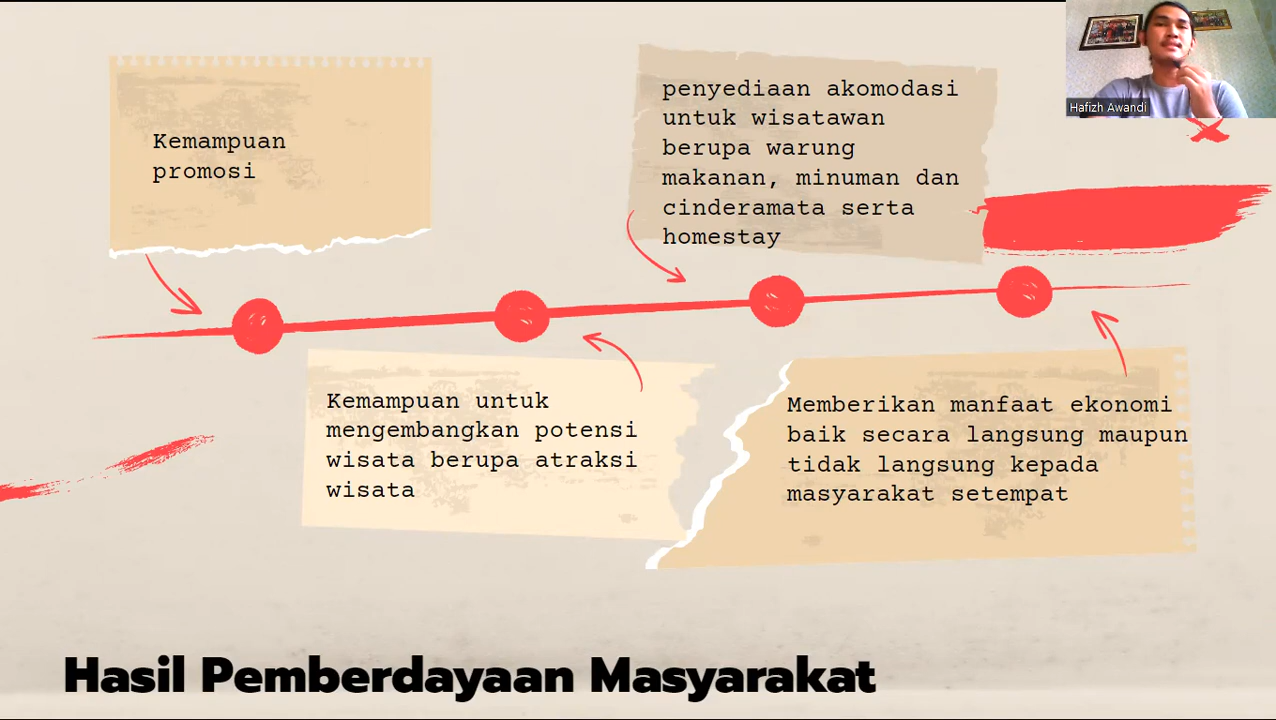 Kemampuan
promosi
Kemampuan untuk
mengembangkan potensi
wisata berupa atraksi
wisata
penyediaan akomodasi
untuk wisatawan
berupa warung
makanan, minuman dan
cinderamata serta
homestay
Memberikan manfaat ekonomi
baik secara langsung maupun
tidak langsung kepada
masyarakat setempat
Hasil Pemberdayaan Masyarakat
Hafizh Awandi